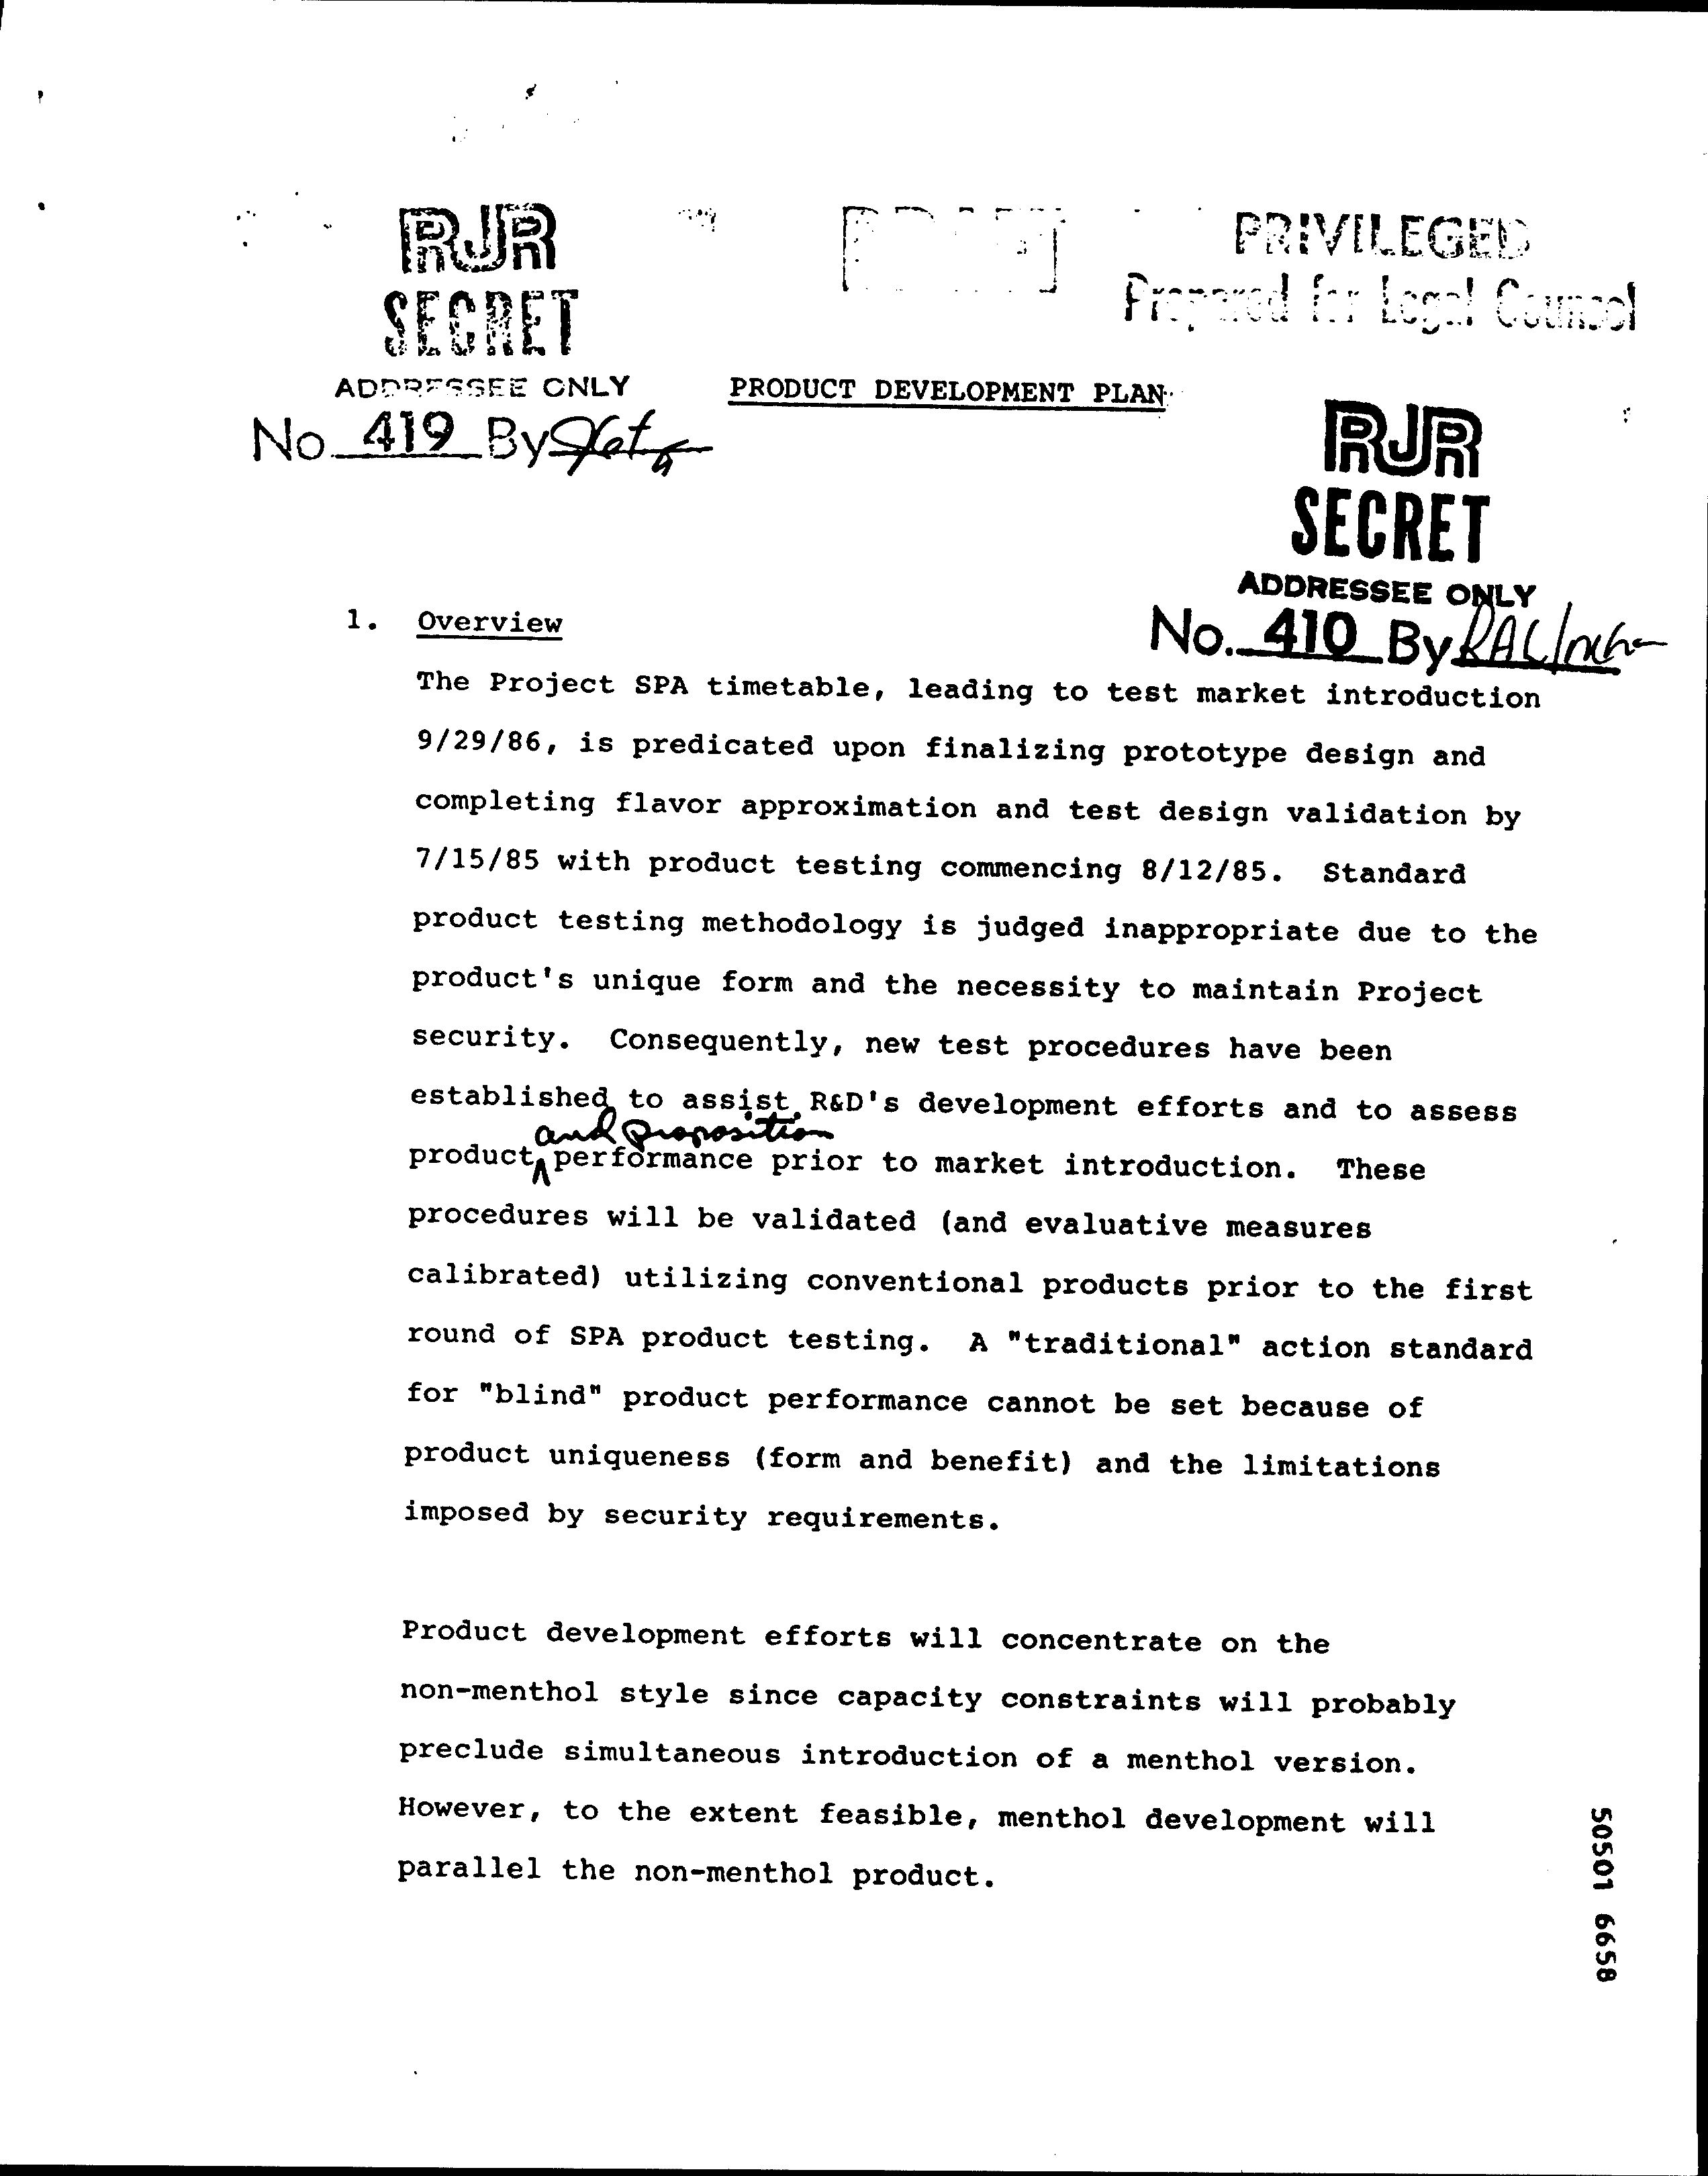 RJR
SECRET
ADDRESSEE ONLY
No. 419 By
PRIVILEGED
Prepared for Legal Counsel
PRODUCT DEVELOPMENT PLAN
RJR
SECRET
ADDRESSEE ONLY
No. 410 By
1. Overview
The Project SPA timetable, leading to test market introduction
9/29/86, is predicated upon finalizing prototype design and
completing flavor approximation and test design validation by
7/15/85 with product testing commencing 8/12/85. Standard
product testing methodology is judged inappropriate due to the
product's unique form and the necessity to maintain Project
security. Consequently, new test procedures have been
established to assist R&D's development efforts and to assess
and proposition
product performance prior to market introduction. These
procedures will be validated (and evaluative measures
calibrated) utilizing conventional products prior to the first
round of SPA product testing. A "traditional" action standard
for "blind" product performance cannot be set because of
product uniqueness (form and benefit) and the limitations
imposed by security requirements.
Product development efforts will concentrate on the
non-menthol style since capacity constraints will probably
preclude simultaneous introduction of a menthol version.
However, to the extent feasible, menthol development will
parallel the non-menthol product.
50501 6658